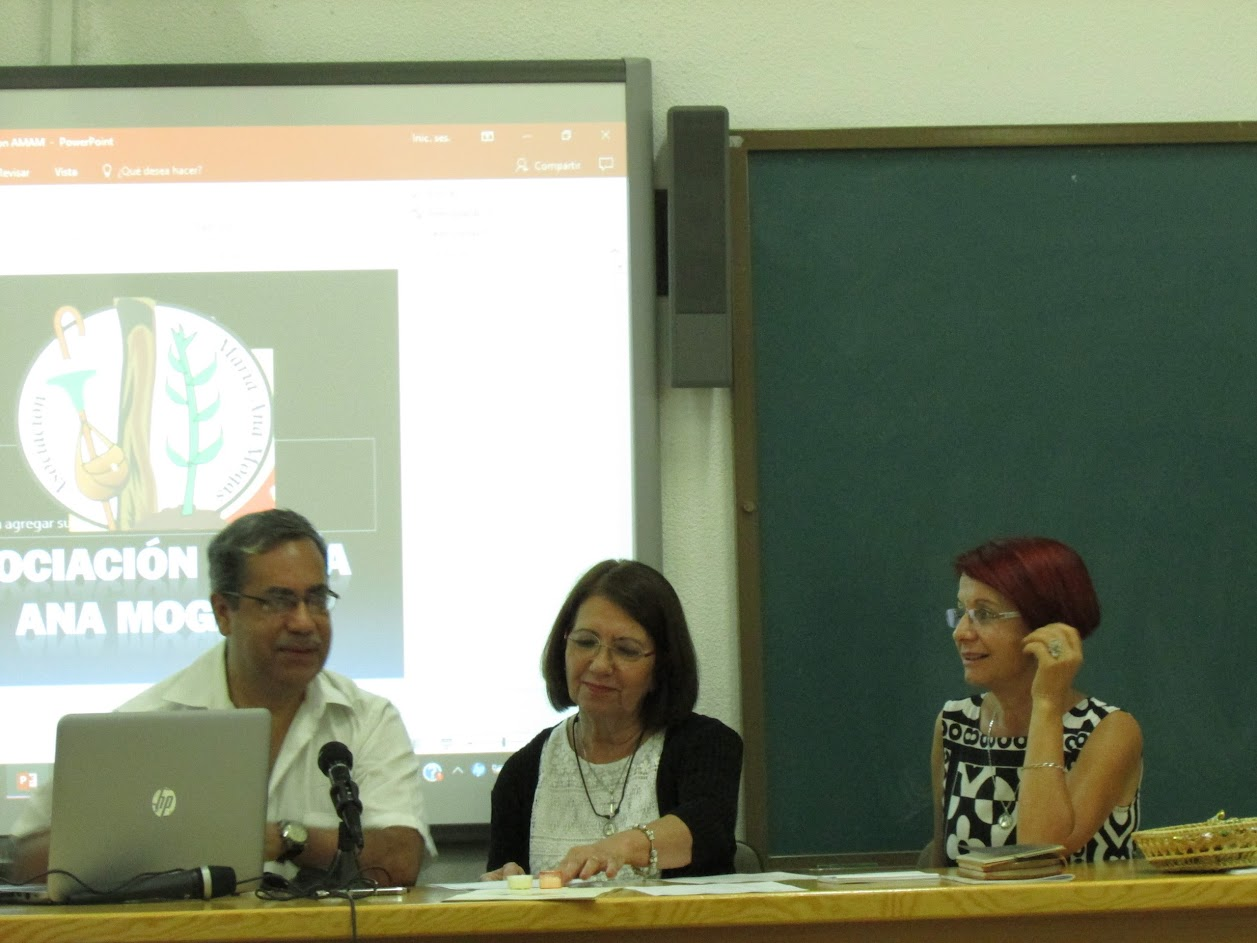 on AMAM - PowerPoint
Inic. ses.
Revisar Vista ¿Qué desea hacer?
Compartir
Asociación María Ana Mogas
agregar su
OCIACIÓN
A
ANA MOG
hp